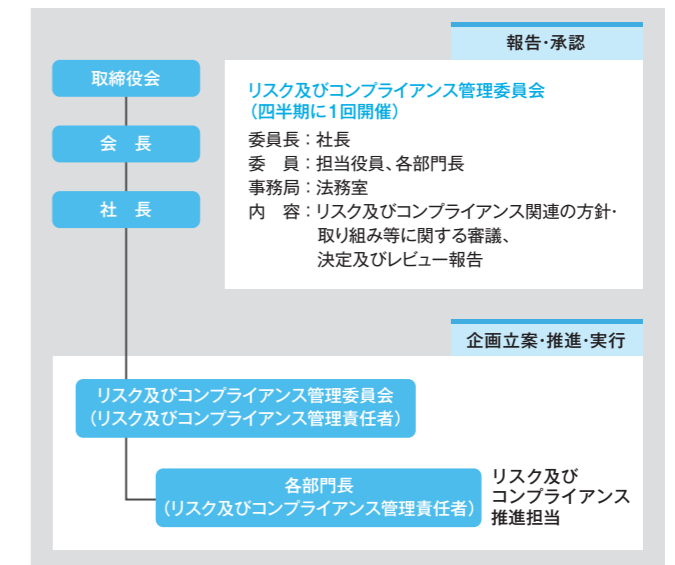 報告・承認
取締役会
会　長
社　長
リスク及びコンプライアンス管理委員会
（四半期に1回開催）
委員長：社長
委　員：担当役員、各部門長
事務局：法務室
内　容：リスク及びコンプライアンス関連の方針・
取り組み等に関する審議、
決定及びレビュー報告
企画立案・推進・実行
リスク及びコンプライアンス管理委員会
（リスク及びコンプライアンス管理責任者）
各部門長
（リスク及びコンプライアンス管理責任者）
リスク及び
コンプライアンス
推進担当